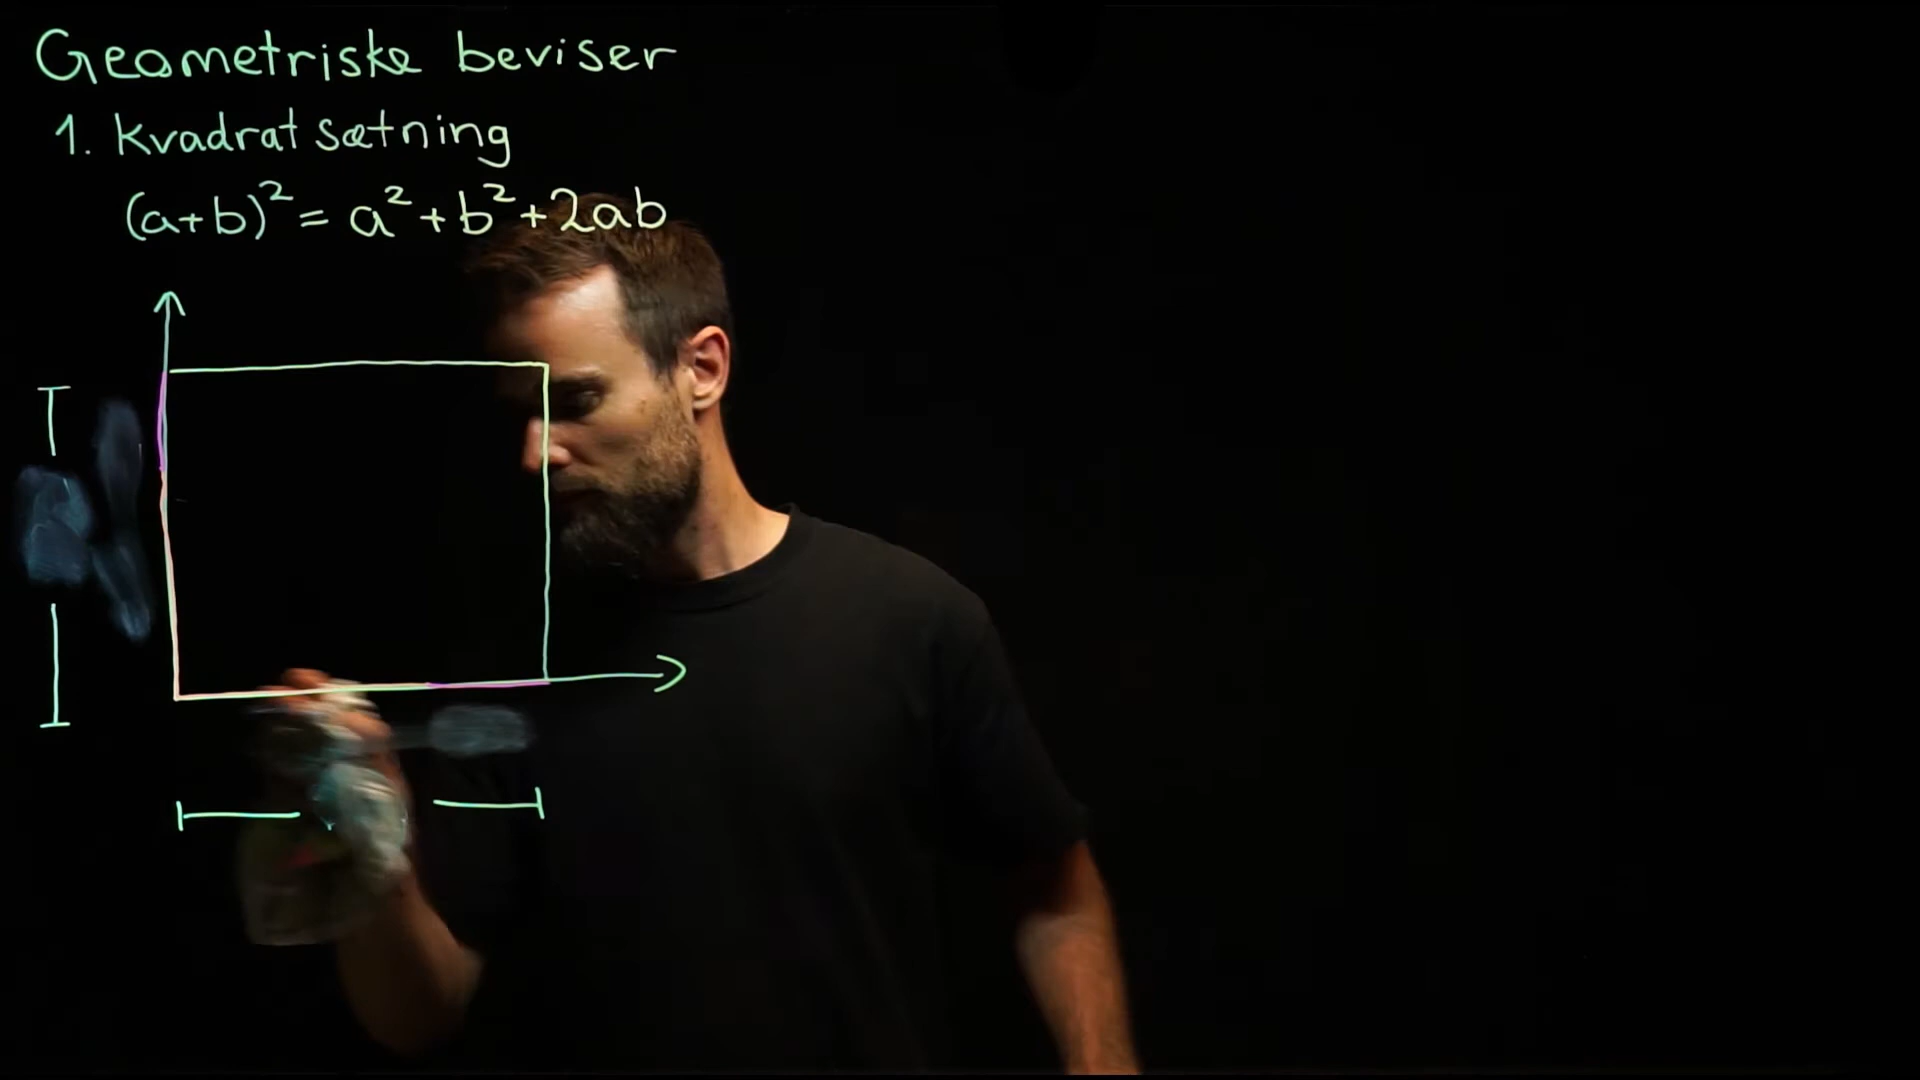 Geometriske beviser
1. Kvadratsætning
(a+b)² = a² + b² + 2ab